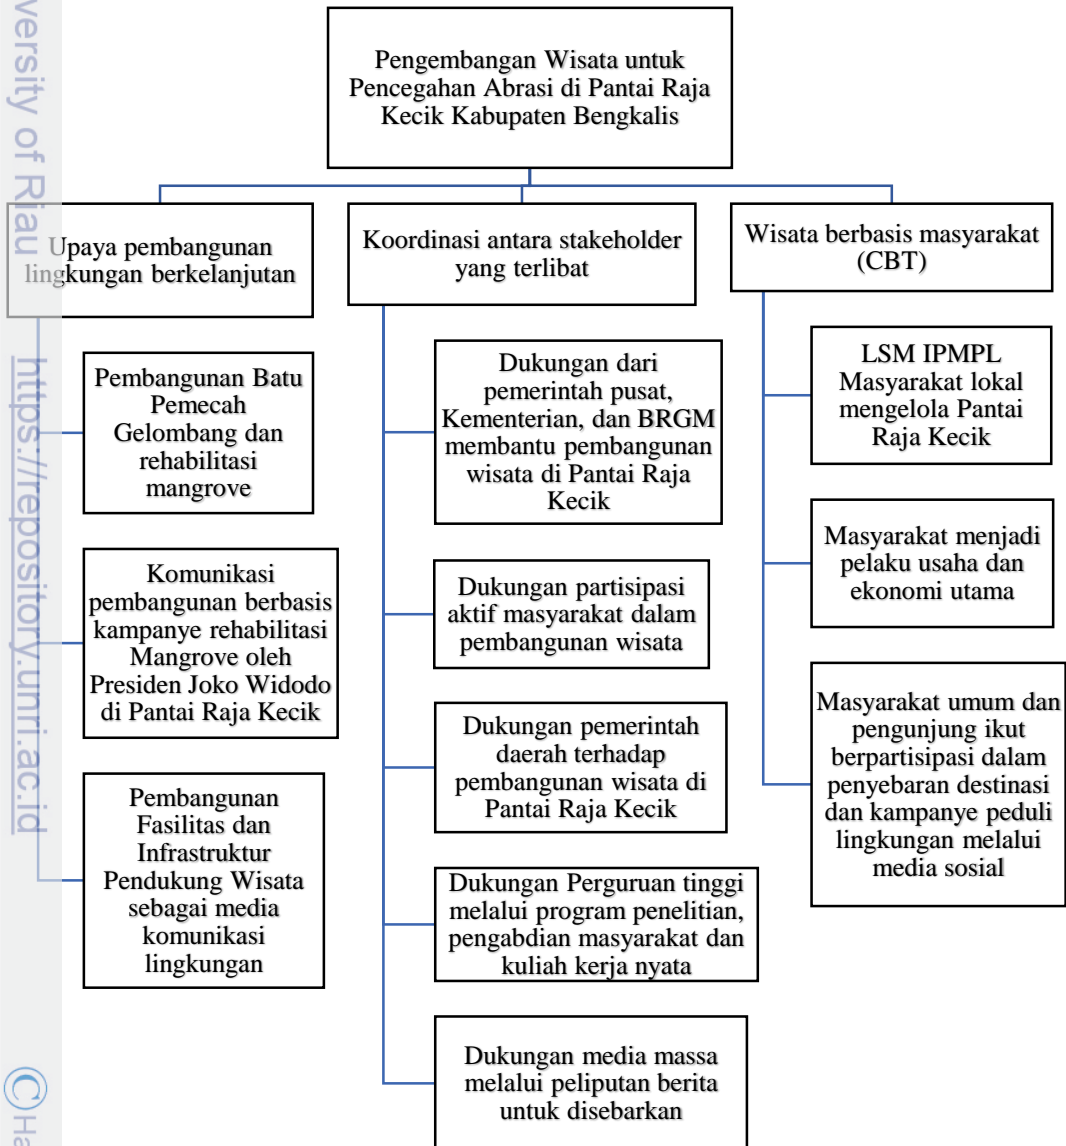 Pengembangan Wisata untuk
Pencegahan Abrasi di Pantai Raja
Kecik Kabupaten Bengkalis
Upaya pembangunan
lingkungan berkelanjutan
Pembangunan Batu
Pemecah
Gelombang dan
rehabilitasi
mangrove
Komunikasi
pembangunan berbasis
kampanye rehabilitasi
Mangrove oleh
Presiden Joko Widodo
di Pantai Raja Kecik
Pembangunan
Fasilitas dan
Infrastruktur
Pendukung Wisata
sebagai media
komunikasi
lingkungan
Koordinasi antara stakeholder
yang terlibat
Dukungan dari
pemerintah pusat,
Kementerian, dan BRGM
membantu pembangunan
wisata di Pantai Raja
Kecik
Dukungan partisipasi
aktif masyarakat dalam
pembangunan wisata
Dukungan pemerintah
daerah terhadap
pembangunan wisata di
Pantai Raja Kecik
Dukungan Perguruan tinggi
melalui program penelitian,
pengabdian masyarakat dan
kuliah kerja nyata
Dukungan media massa
melalui peliputan berita
untuk disebarkan
Wisata berbasis masyarakat
(CBT)
LSM IPMPL
Masyarakat lokal
mengelola Pantai
Raja Kecik
Masyarakat menjadi
pelaku usaha dan
ekonomi utama
Masyarakat umum dan
pengunjung ikut
berpartisipasi dalam
penyebaran destinasi
dan kampanye peduli
lingkungan melalui
media sosial
of Riau
https://repository.unri.ac.id
©